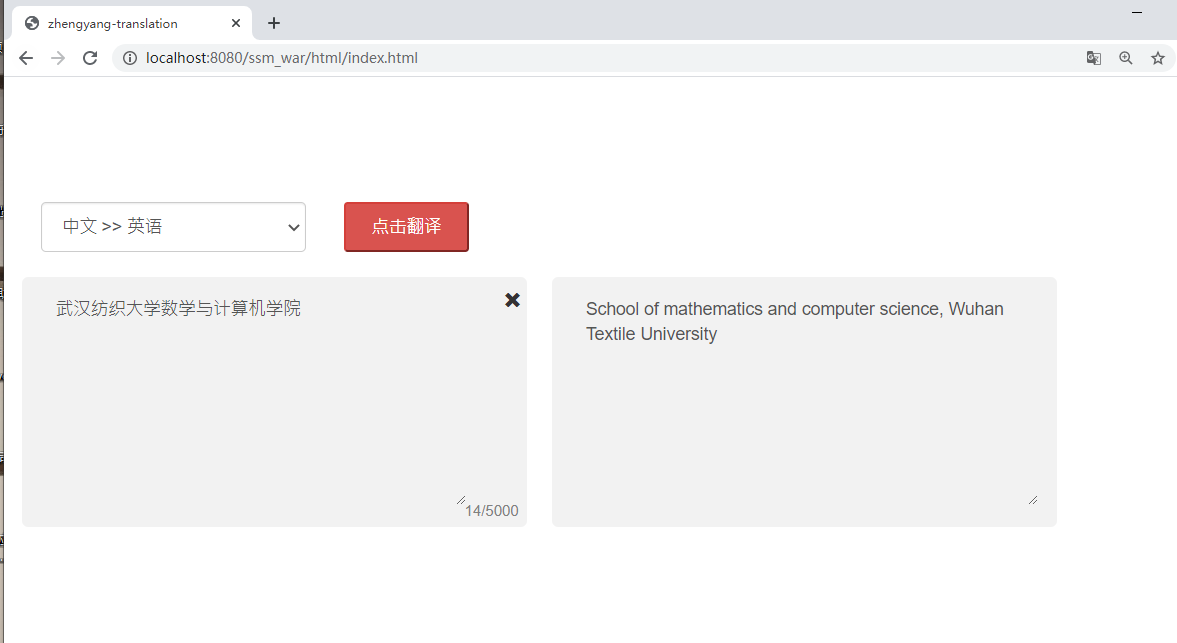 zhengyang-translation
localhost:8080/ssm_war/html/index.html
中文 >> 英语
点击翻译
武汉纺织大学数学与计算机学院
14/5000
School of mathematics and computer science, Wuhan
Textile University